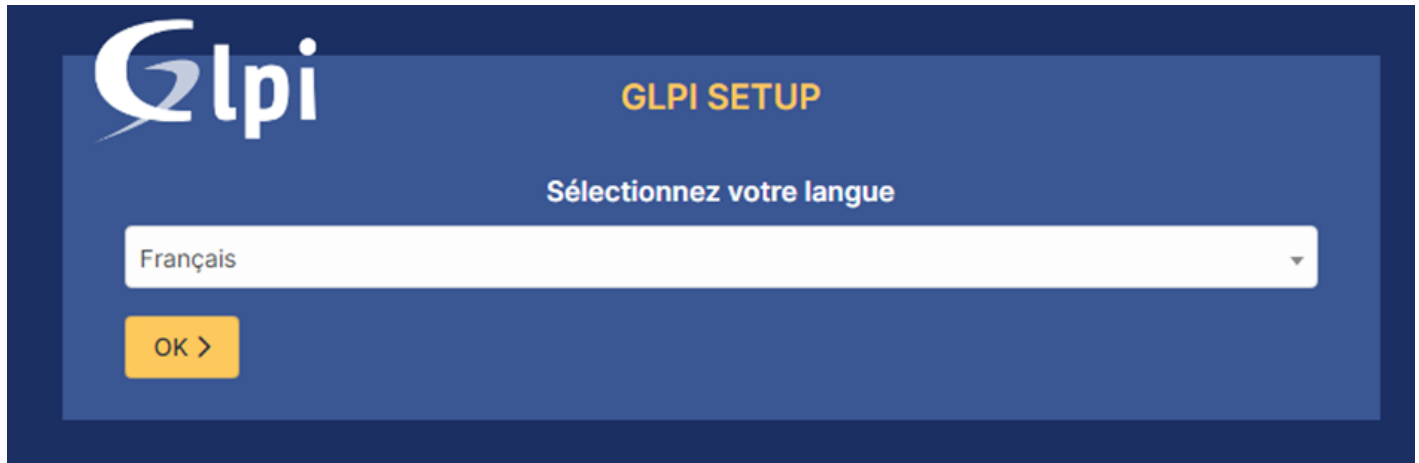 Glpi
GLPI SETUP
Sélectionnez votre langue
Français
OK